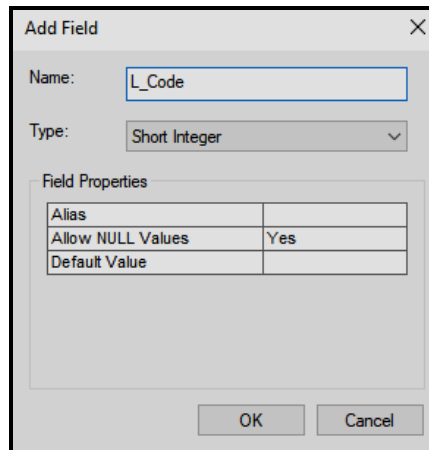 Add Field
Name: L_Code
Type: Short Integer
Field Properties
Alias
Allow NULL Values Yes
Default Value
OK Cancel